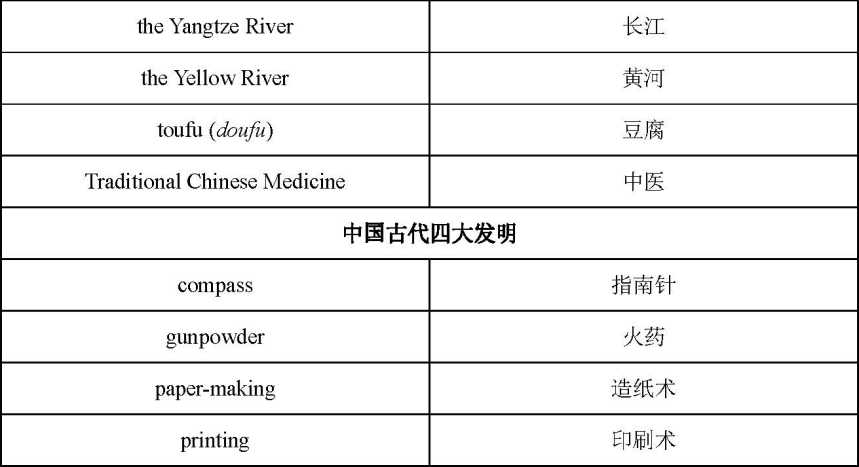 the Yangtze River 长江
the Yellow River 黄河
toufu (doufu) 豆腐
Traditional Chinese Medicine 中医
中国古代四大发明
compass 指南针
gunpowder 火药
paper-making 造纸术
printing 印刷术